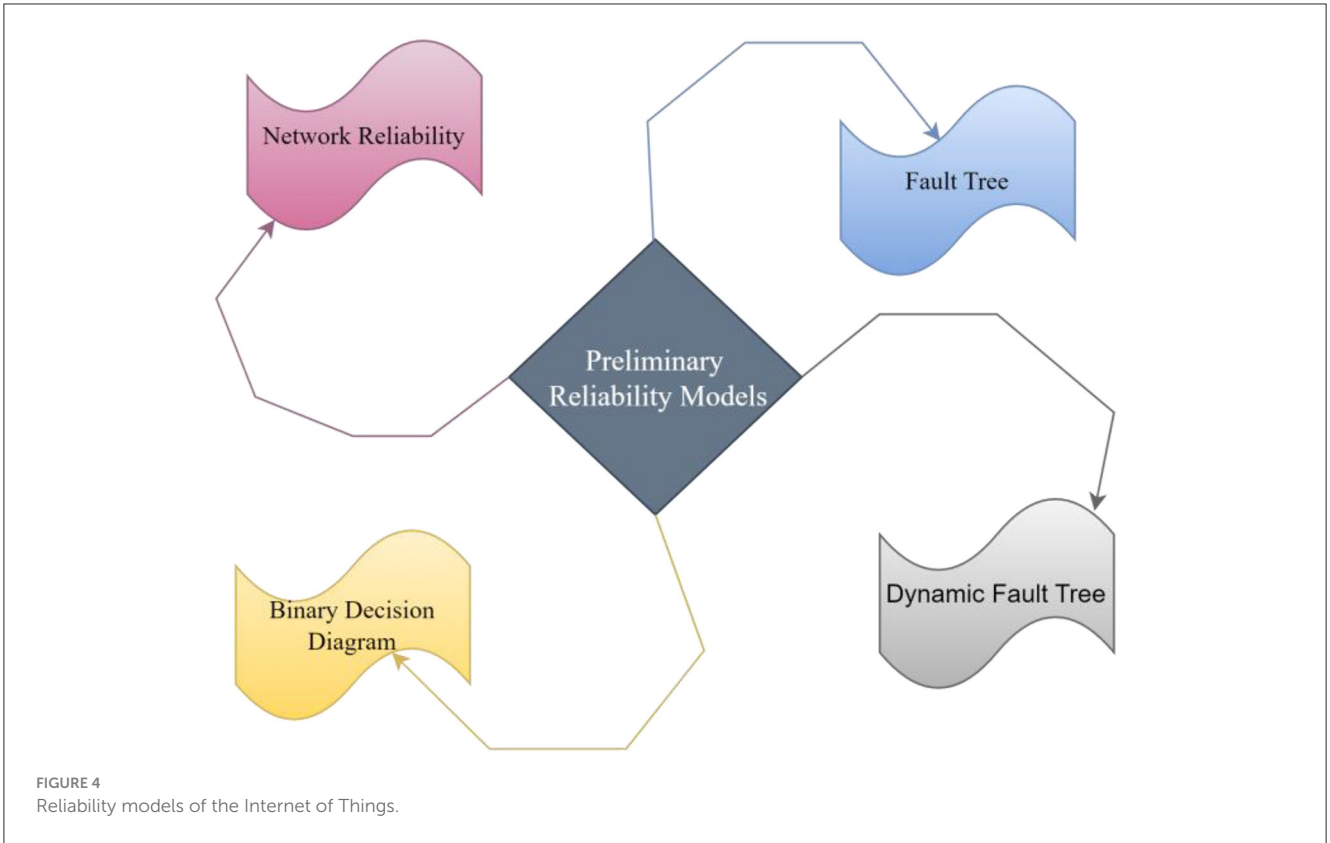 Network Reliability
Fault Tree
Preliminary
Reliability Models
Binary Decision
Diagram
Dynamic Fault Tree
FIGURE 4
Reliability models of the Internet of Things.